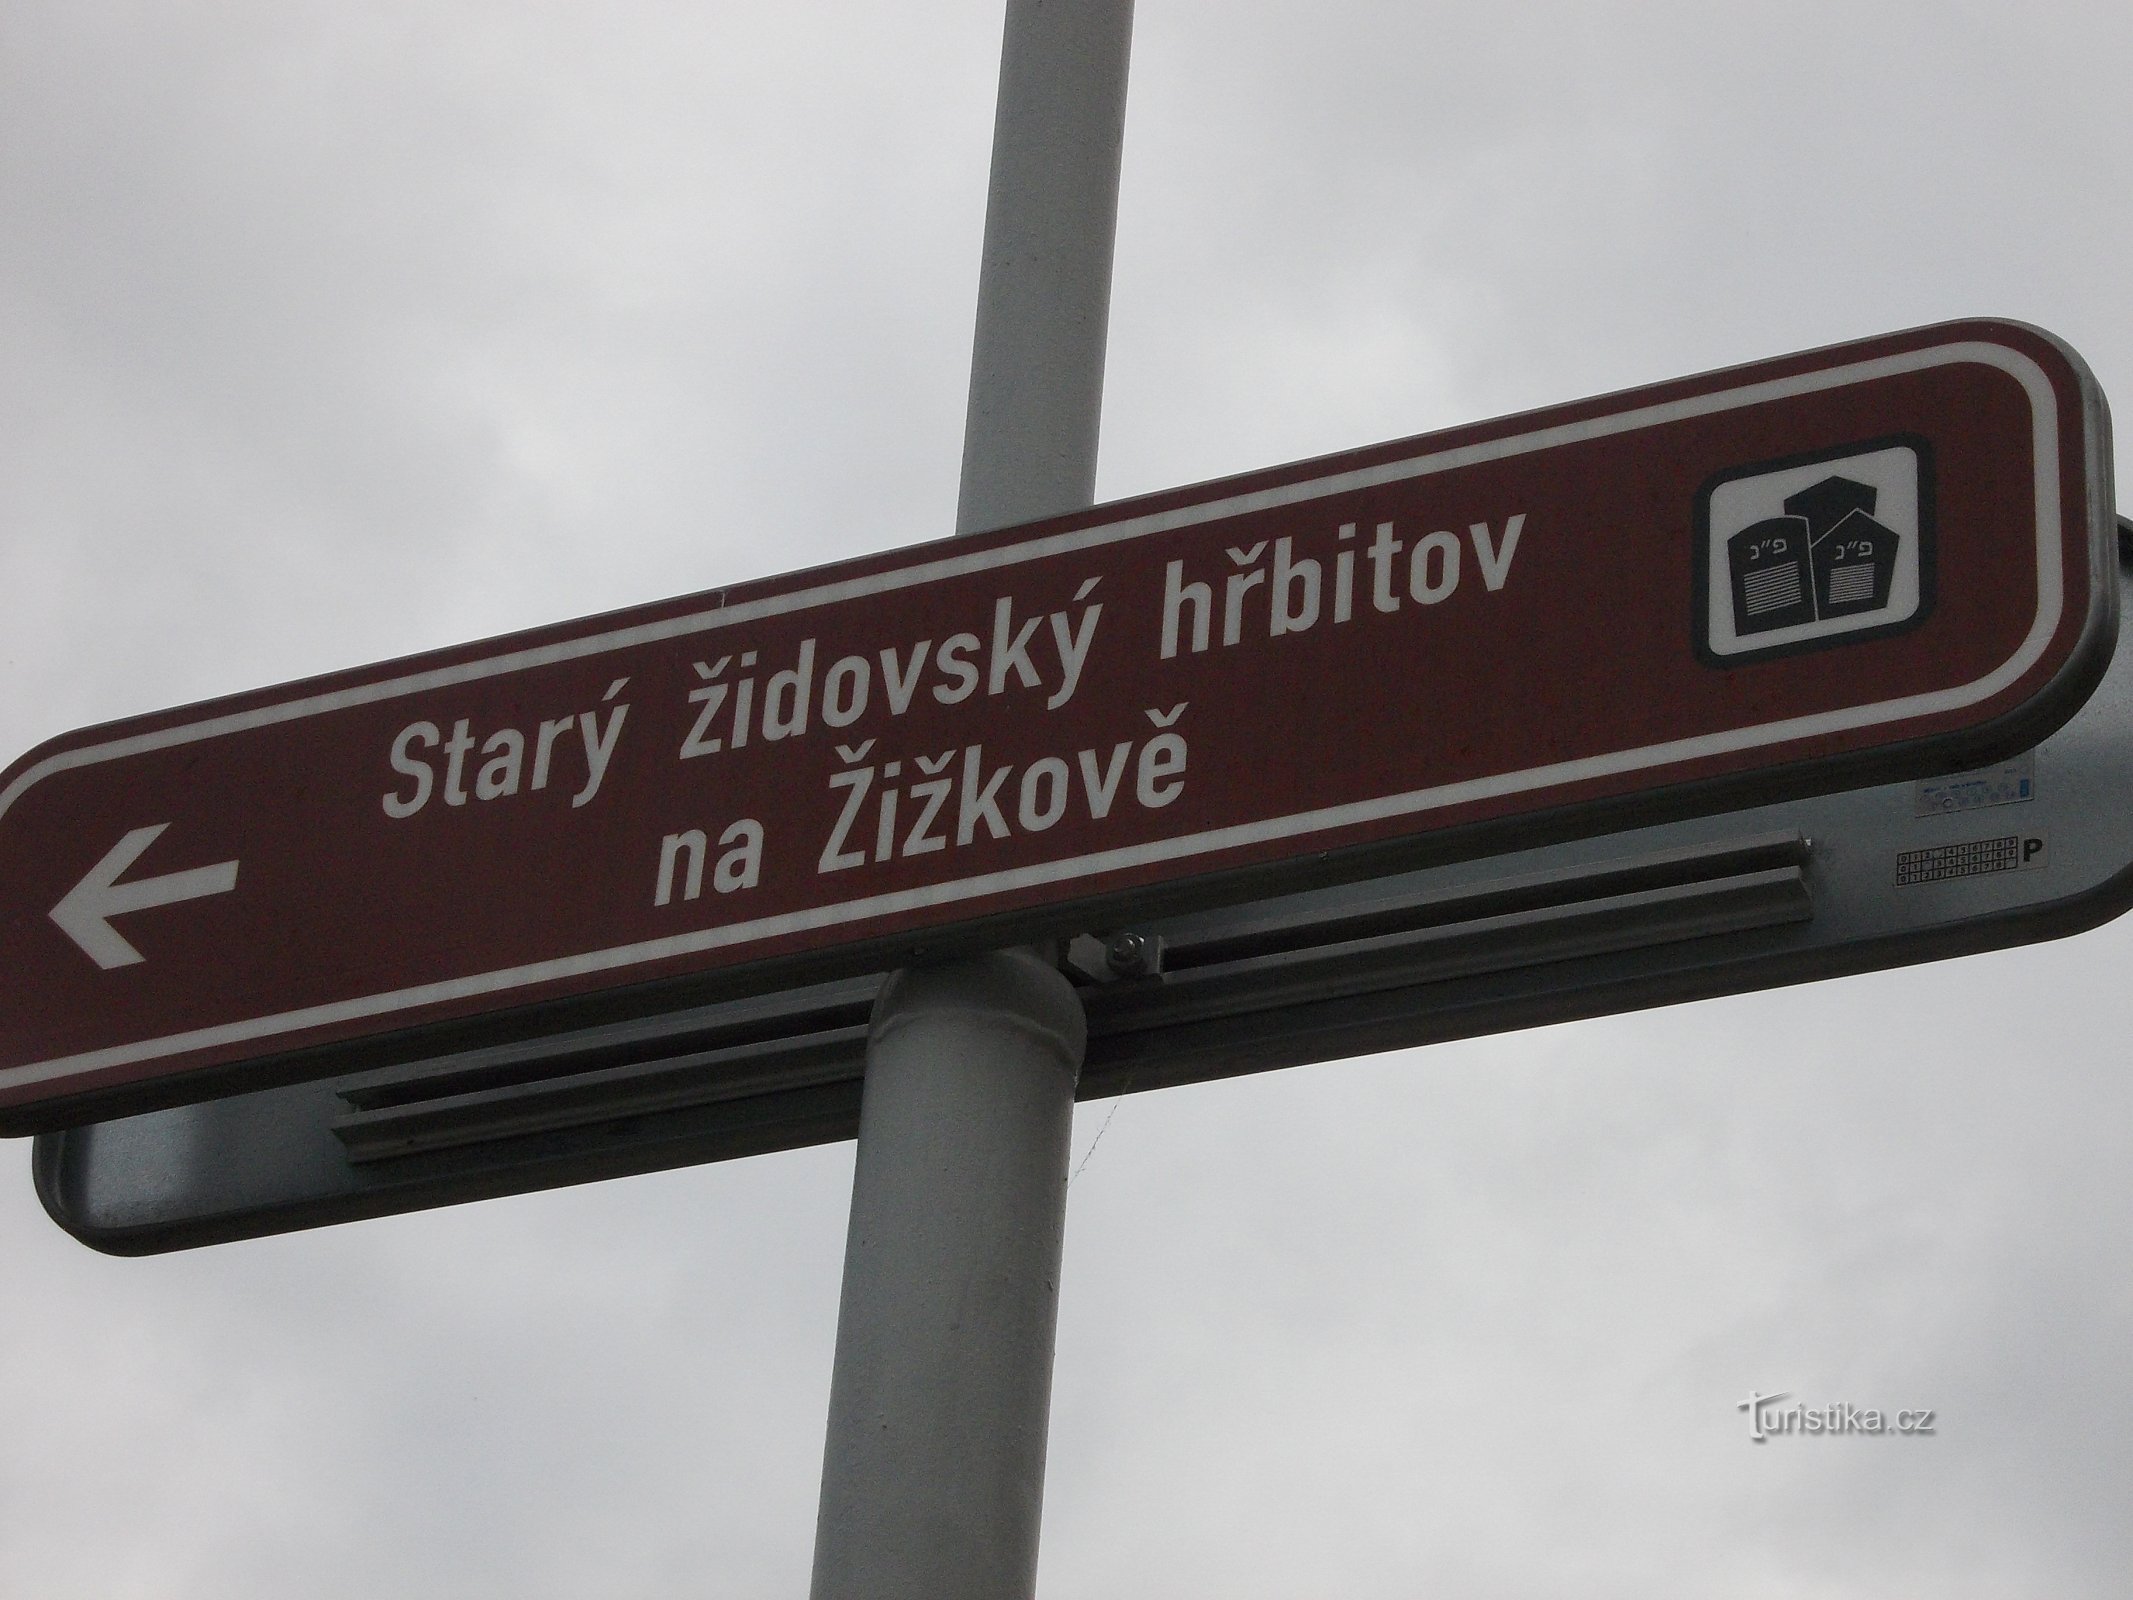 Starý židovský hřbitov
na Žižkově
פ״נ
פ״נ
P
Turistika.cz